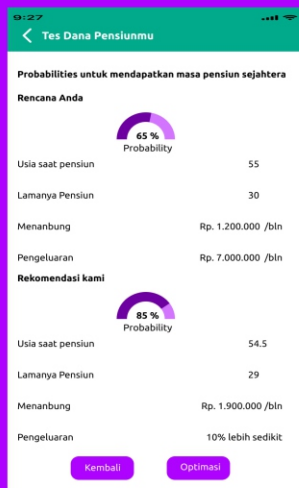 9:27
Tes Dana Pensiunmu
Probabilities untuk mendapatkan masa pensiun sejahtera
Rencana Anda
65 %
Probability
Usia saat pensiun 55
Lamanya Pensiun 30
Menanbung Rp. 1.200.000 /bln
Pengeluaran Rp. 7.000.000 /bln
Rekomendasi kami
85 %
Probability
Usia saat pensiun 54.5
Lamanya Pensiun 29
Menanbung Rp. 1.900.000 /bln
Pengeluaran 10% lebih sedikit
Kembali Optimasi